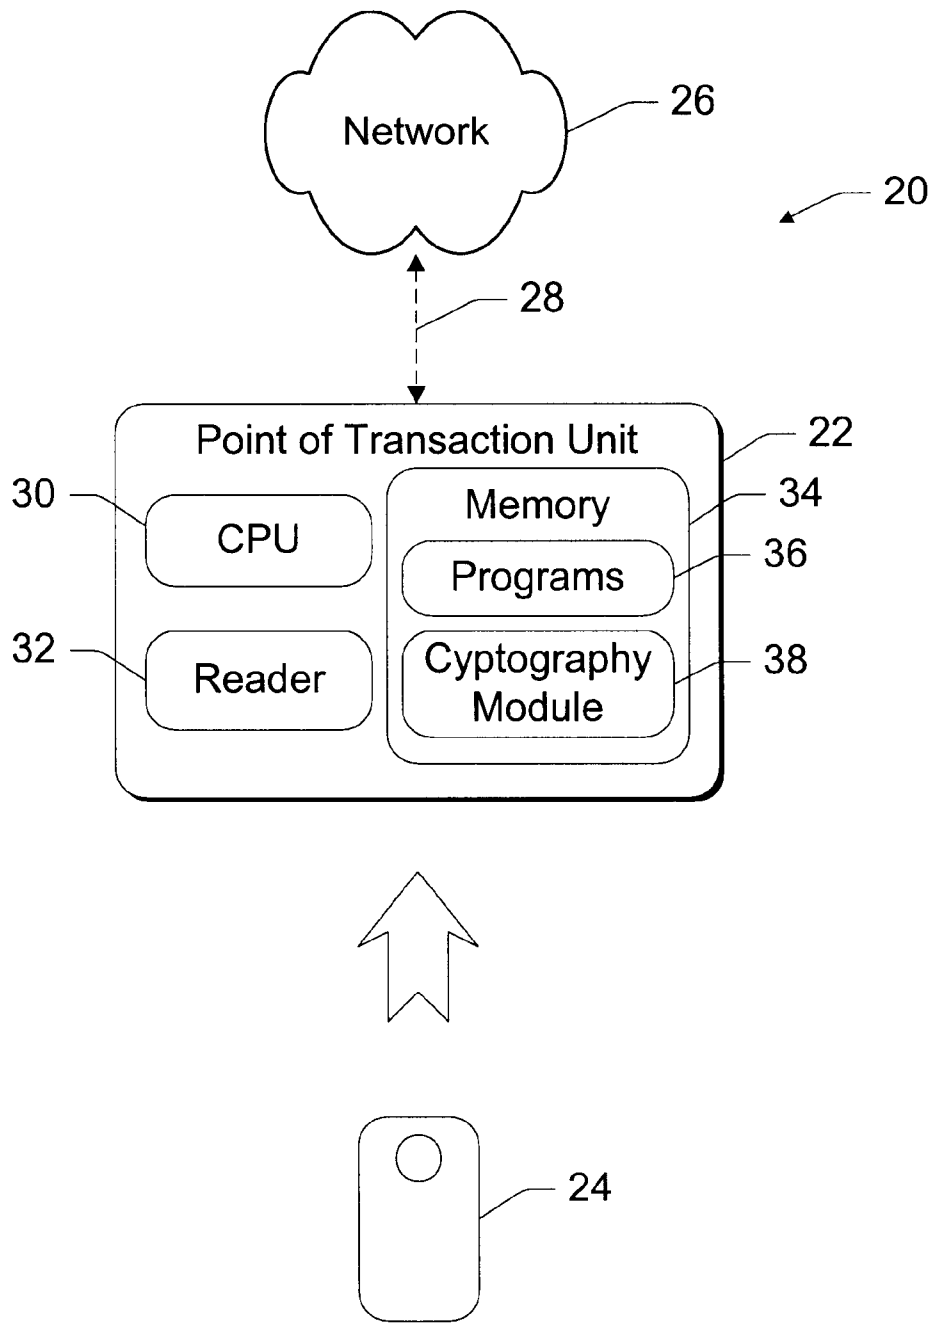 Network
26
20
28
Point of Transaction Unit
22
30
CPU
Memory
34
Programs
36
32
Reader
Cyptography
Module
38
24